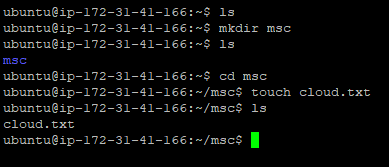 ubuntu@ip-172-31-41-166:~$ ls
ubuntu@ip-172-31-41-166:~$ mkdir msc
ubuntu@ip-172-31-41-166:~$ ls
msc
ubuntu@ip-172-31-41-166:~$ cd msc
ubuntu@ip-172-31-41-166:~/msc$ touch cloud.txt
ubuntu@ip-172-31-41-166:~/msc$ ls
cloud.txt
ubuntu@ip-172-31-41-166:~/msc$